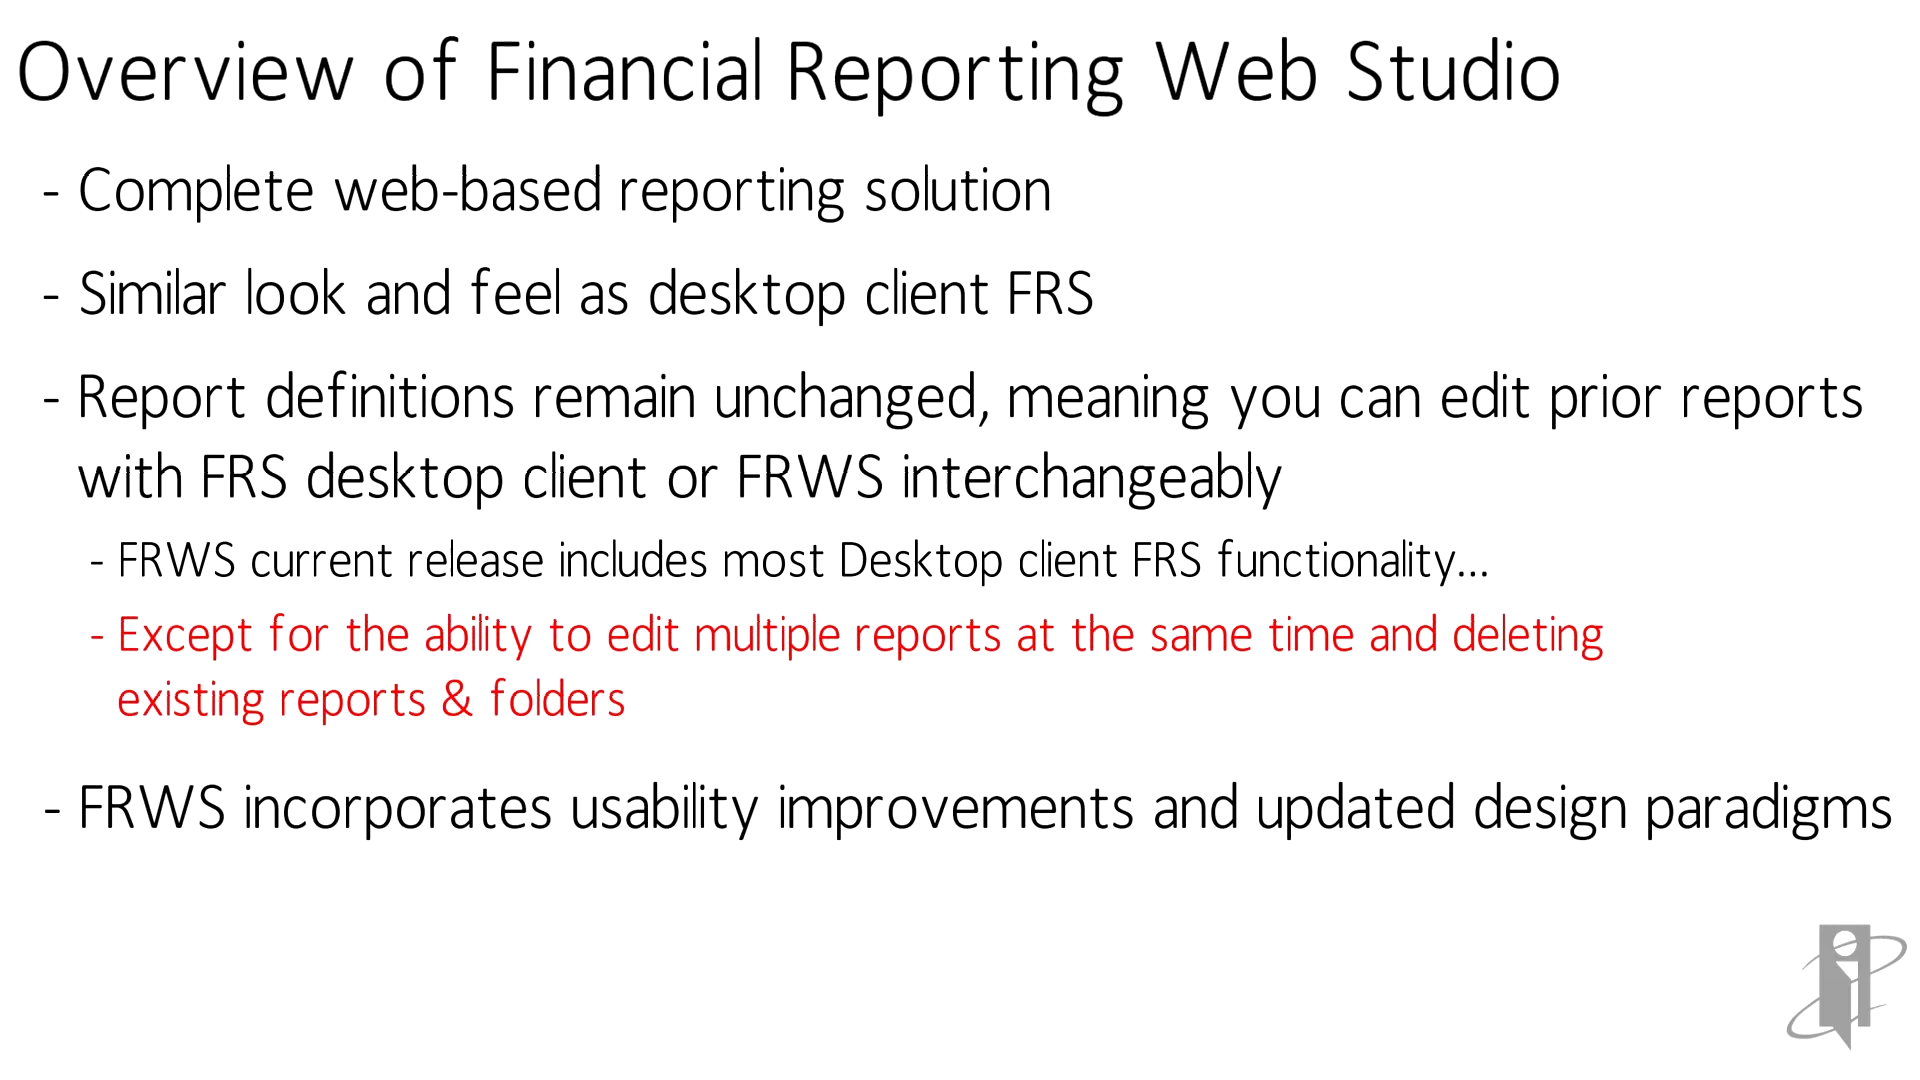 Overview of Financial Reporting Web Studio
- Complete web-based reporting solution
- Similar look and feel as desktop client FRS
- Report definitions remain unchanged, meaning you can edit prior reports
with FRS desktop client or FRWS interchangeably
- FRWS current release includes most Desktop client FRS functionality...
- Except for the ability to edit multiple reports at the same time and deleting
existing reports & folders
- FRWS incorporates usability improvements and updated design paradigms